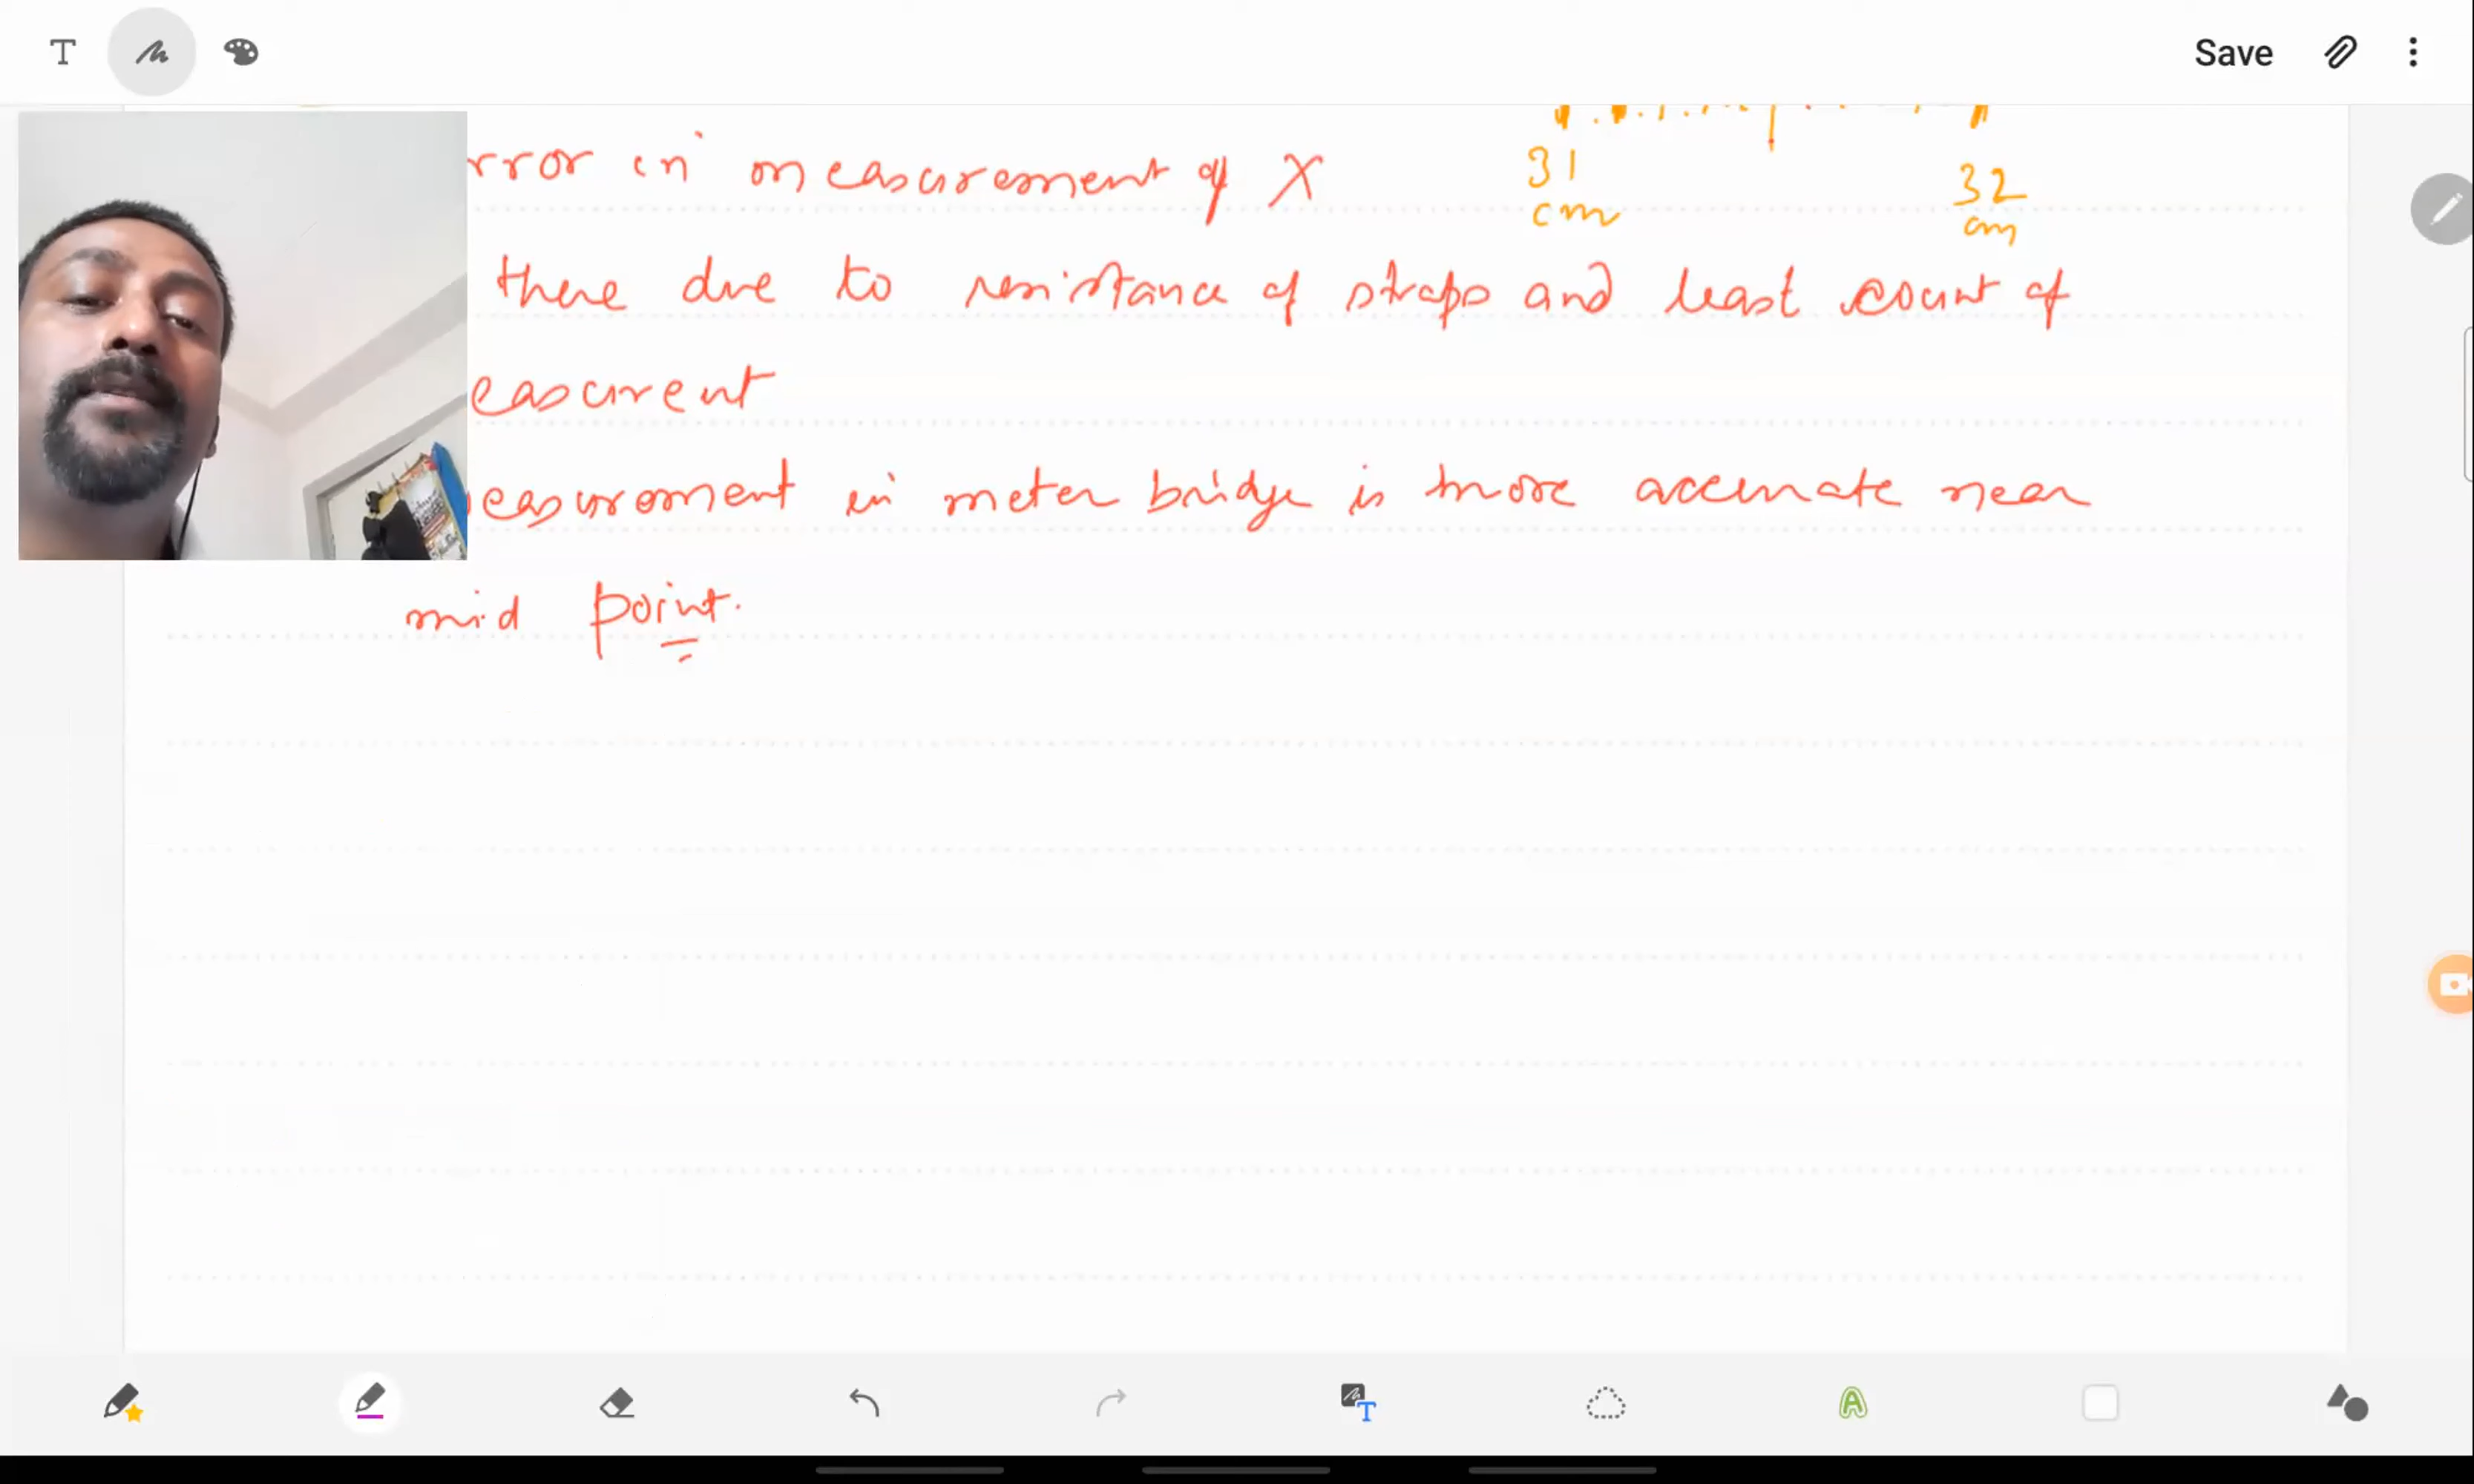 T
Save
rror in measurement of X
31
cm
32
cm
there due to resistance of straps and least count of
easurent
easurement in meter bridge is more accurate near
mid point.
T
A